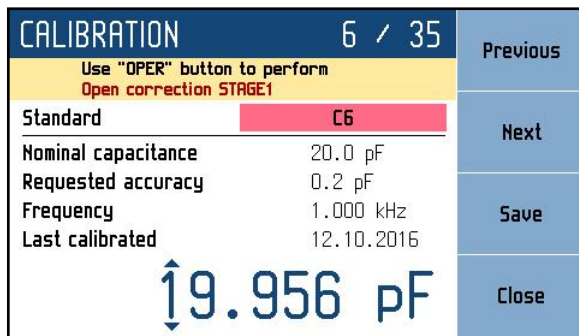 CALIBRATION 6 / 35
Use "OPER" button to perform
Open correction STAGE1
Standard C6
Nominal capacitance 20.0 pF
Requested accuracy 0.2 pF
Frequency 1.000 kHz
Last calibrated 12.10.2016
19.956 pF
Previous
Next
Save
Close